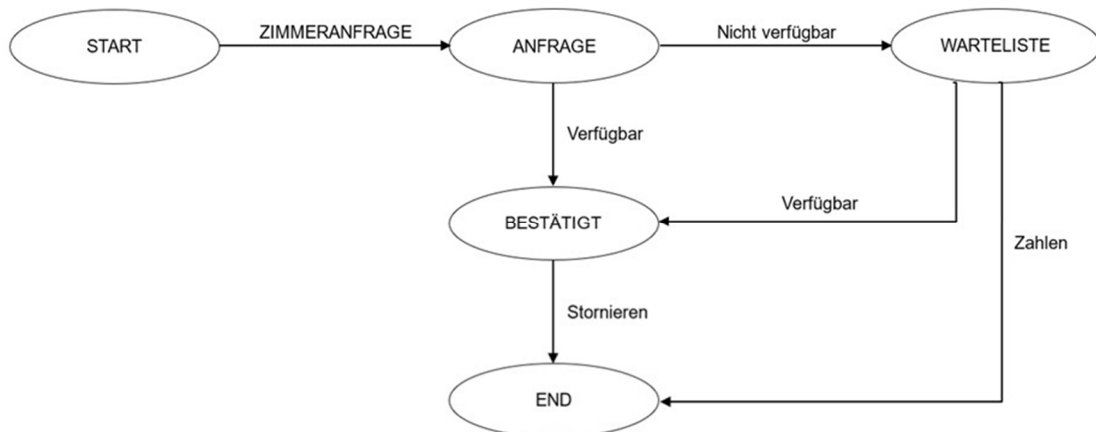 START
ZIMMERANFRAGE
ANFRAGE
Nicht verfügbar
WARTELISTE
Verfügbar
BESTÄTIGT
Verfügbar
Zahlen
Stornieren
END